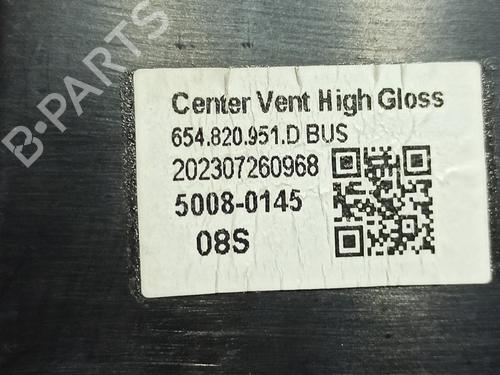 B-PARTS
Center Vent High Gloss
654.820.951.D BUS
202307260968
5008-0145
08S